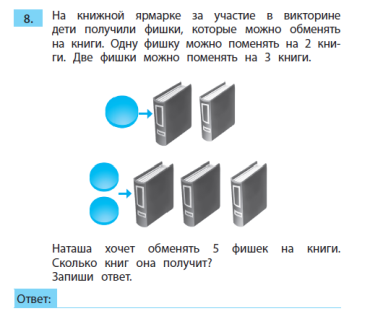 8. На книжной ярмарке за участие в викторине
дети получили фишки, которые можно обменять
на книги. Одну фишку можно поменять на 2 кни-
ги. Две фишки можно поменять на 3 книги.
Наташа хочет обменять 5 фишек на книги.
Сколько книг она получит?
Запиши ответ.
Ответ: